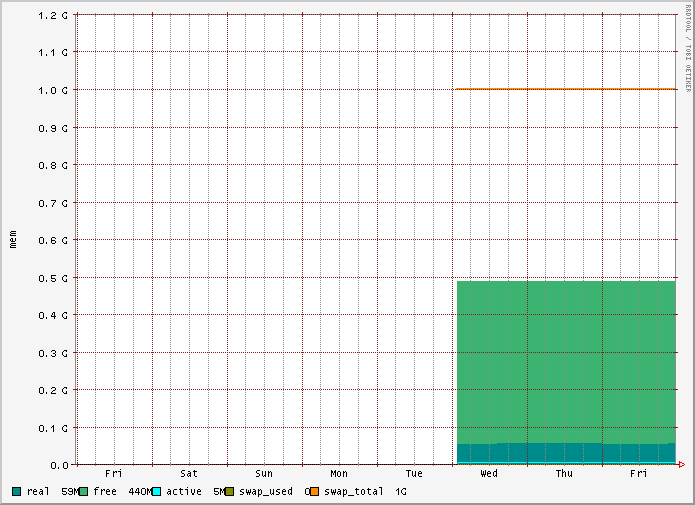 1.2 G
1.1 G
1.0 G
0.9 G
0.8 G
0.7 G
0.6 G
0.5 G
0.4 G
0.3 G
0.2 G
0.1 G
0.0
mem
RRDTOOL / TOBI OETIKER
Fri Sat Sun Mon Tue Wed Thu Fri
real 59M free 440M active 5M swap_used 0 swap_total 1G